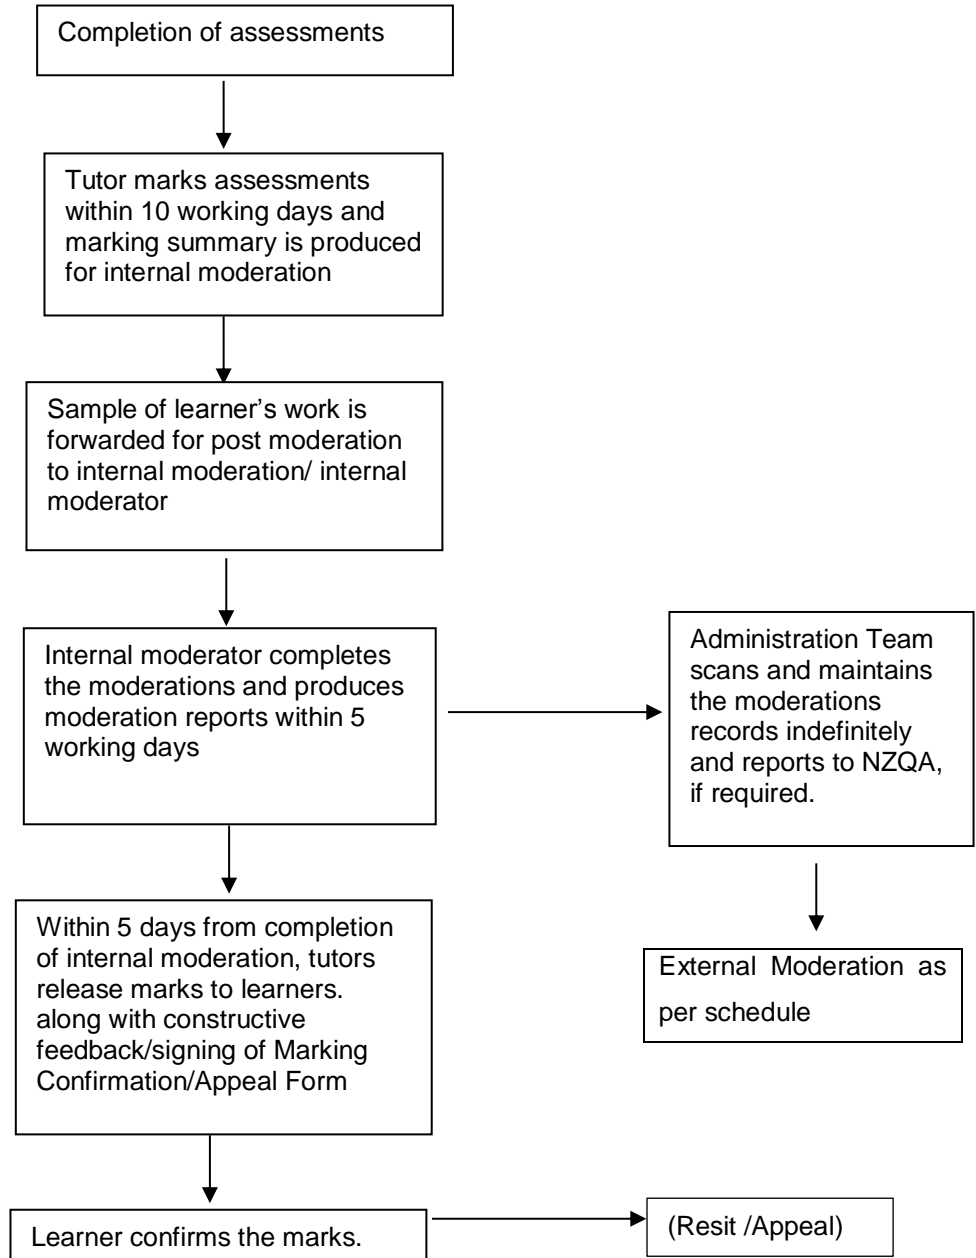 Completion of assessments
Tutor marks assessments
within 10 working days and
marking summary is produced
for internal moderation
Sample of learner’s work is
forwarded for post moderation
to internal moderation/ internal
moderator
Internal moderator completes
the moderations and produces
moderation reports within 5
working days
Administration Team
scans and maintains
the moderations
records indefinitely
and reports to NZQA,
if required.
Within 5 days from completion
of internal moderation, tutors
release marks to learners.
along with constructive
feedback/signing of Marking
Confirmation/Appeal Form
External Moderation as
per schedule
Learner confirms the marks.
(Resit /Appeal)